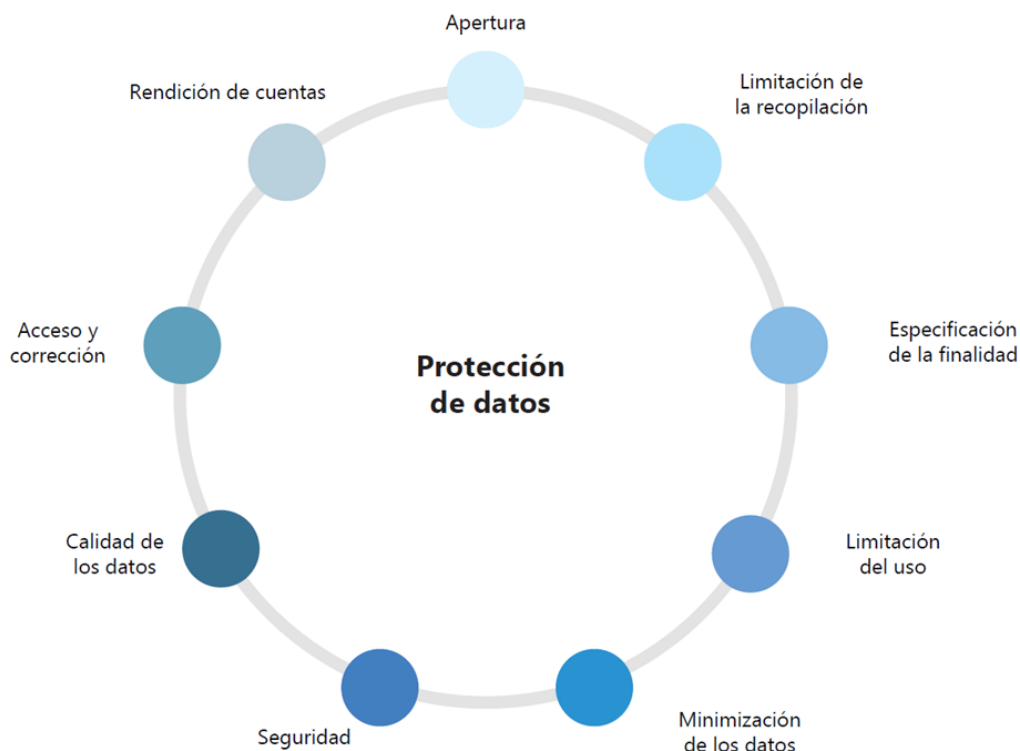 Apertura
Limitación de
la recopilación
Especificación
de la finalidad
Limitación
del uso
Minimización
de los datos
Seguridad
Calidad de
los datos
Acceso y
corrección
Rendición de cuentas
Protección
de datos